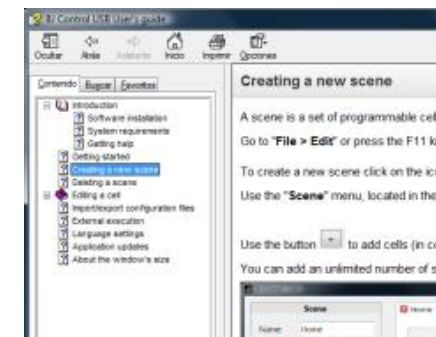 BJ Control USB User's guide
Ocultar Atrás Adelante Inicio Imprimir Opciones
Contenido Buscar Favoritos
Introduction
Software installation
System requirements
Getting help
Getting started
Creating a new scene
Deleting a scene
Editing a cell
Import/export configuration files
External execution
Language settings
Application updates
About the window's size
Creating a new scene
A scene is a set of programmable cel
Go to "File > Edit" or press the F11 k
To create a new scene click on the ico
Use the "Scene" menu, located in the
Use the button to add cells (in co
You can add an unlimited number of s
Scene
Name: Home
Home